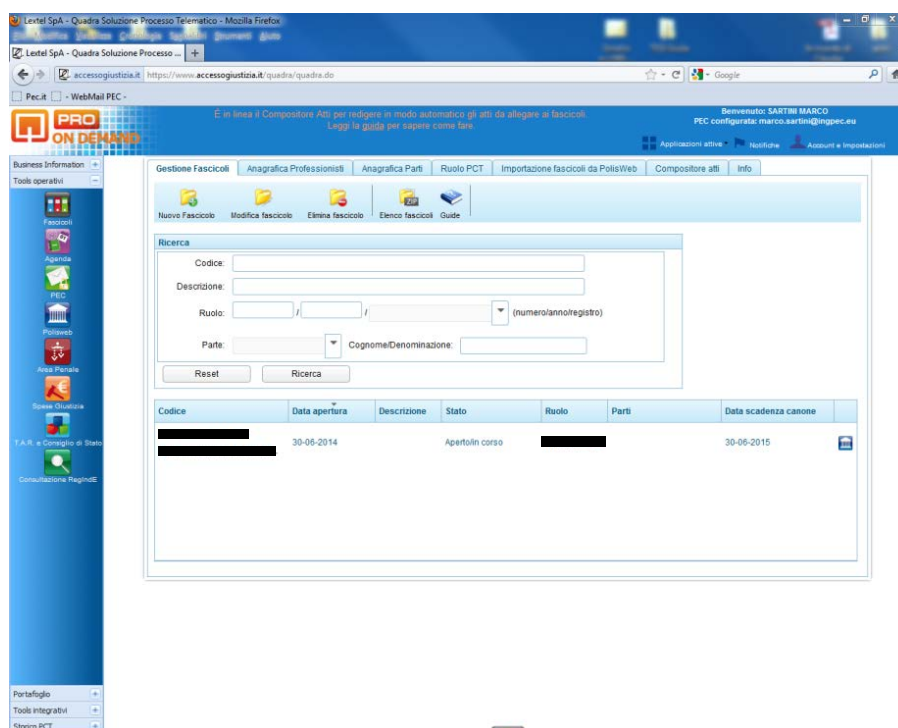 Lextel SpA - Quadra Soluzione Processo Telematico - Mozilla Firefox
Lextel SpA - Quadra Soluzione Processo ...
accessogiustizia.it https://www.accessogiustizia.it/quadra/quadra.do
Google
Pec.it - WebMail PEC -
PRO
ON DEMAND
È in linea il Compositore Atti per redigere in modo automatico gli atti da allegare ai fascicoli.
Leggi la guida per sapere come fare.
Benvenuto: SARTINI MARCO
PEC configurata: marco.sartini@ingpec.eu
Applicazioni attive Notifiche Account e Impostazioni
Business Information
Tools operativi
Fascicoli
Agenda
PEC
Polisweb
Area Penale
Spese Giustizia
T.A.R. e Consiglio di Stato
Consultazione RegIndE
Portafoglio
Tools integrativi
Storico PCT
Gestione Fascicoli Anagrafica Professionisti Anagrafica Parti Ruolo PCT Importazione fascicoli da PolisWeb Compositore atti Info
Nuovo Fascicolo Modifica fascicolo Elimina fascicolo Elenco fascicoli Guide
ZIP
Ricerca
Codice:
Descrizione:
Ruolo: / / (numero/anno/registro)
Parte: Cognome/Denominazione:
Reset Ricerca
Codice Data apertura Descrizione Stato Ruolo Parti Data scadenza canone
30-06-2014 Aperto/in corso 30-06-2015